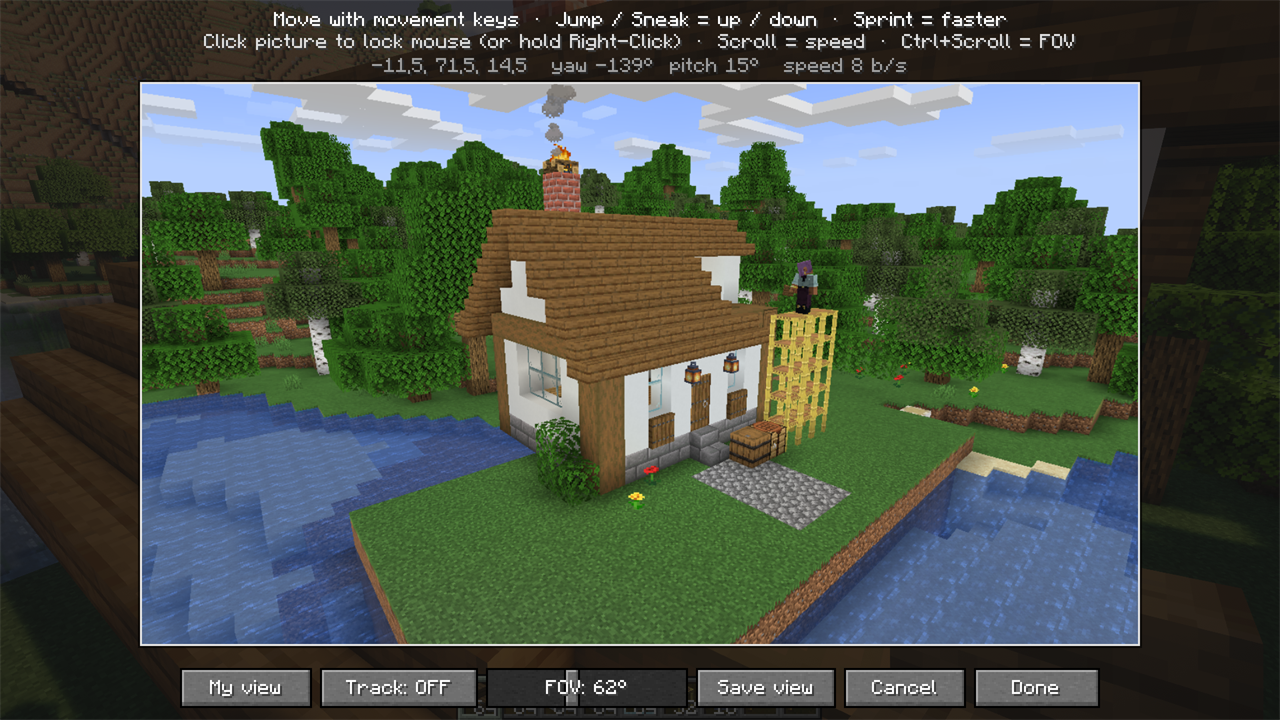 Move with movement keys · Jump / Sneak = up / down · Sprint = faster
Click picture to lock mouse (or hold Right-Click) · Scroll = speed · Ctrl+Scroll = FOV
-11,5, 71,5, 14,5 yaw -139° pitch 15° speed 8 b/s
My view
Track: OFF
FOV: 62°
Save view
Cancel
Done